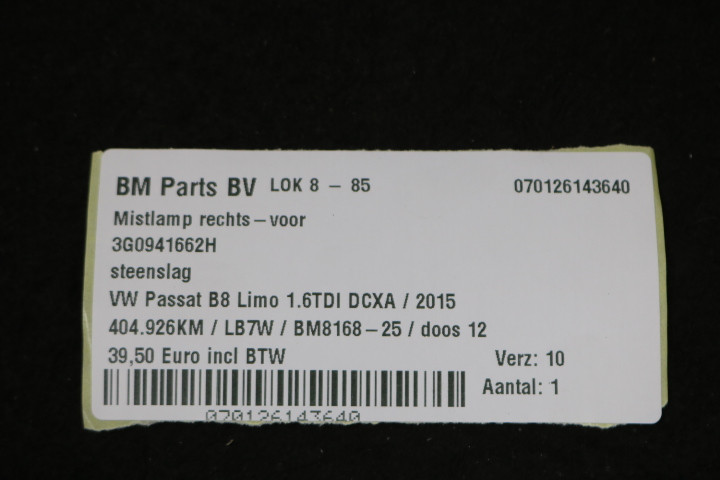 BM Parts BV LOK 8 - 85 070126143640
Mistlamp rechts-voor
3G0941662H
steenslag
VW Passat B8 Limo 1.6TDI DCXA / 2015
404.926KM / LB7W / BM8168-25 / doos 12
39,50 Euro incl BTW Verz: 10
Aantal: 1
070126143640